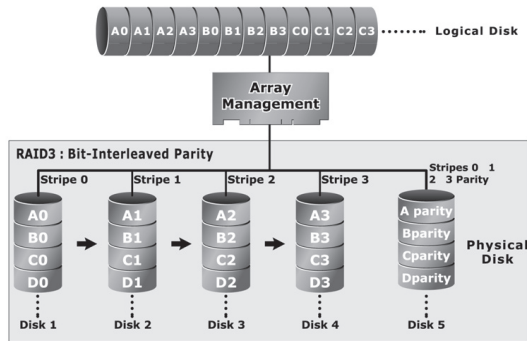 A0 A1 A2 A3 B0 B1 B2 B3 C0 C1 C2 C3 Logical Disk
Array
Management
RAID3 : Bit-Interleaved Parity
Stripe 0 Stripe 1 Stripe 2 Stripe 3 Stripes 0 1
2 3 Parity
A0 A1 A2 A3 A parity
B0 B1 B2 B3 Bparity
C0 C1 C2 C3 Cparity
D0 D1 D2 D3 Dparity
Physical
Disk
Disk 1 Disk 2 Disk 3 Disk 4 Disk 5